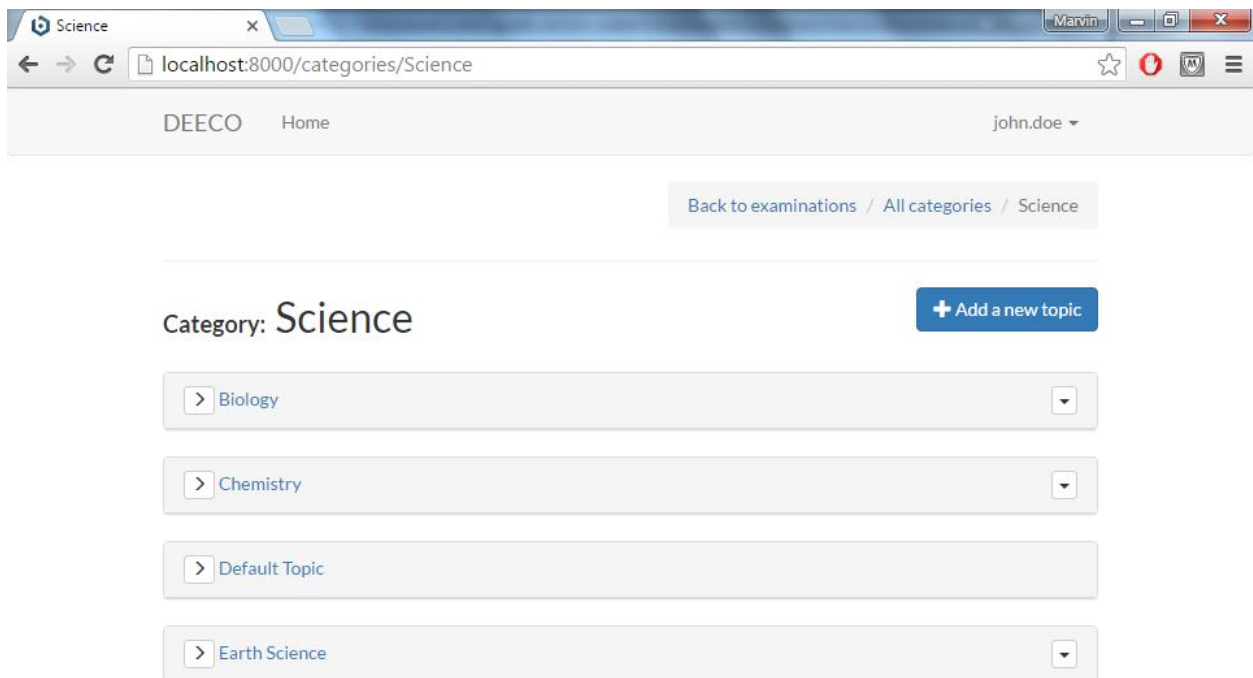 Science
Marvin
localhost:8000/categories/Science
DEECO Home john.doe
Back to examinations / All categories / Science
Category: Science
Add a new topic
Biology
Chemistry
Default Topic
Earth Science